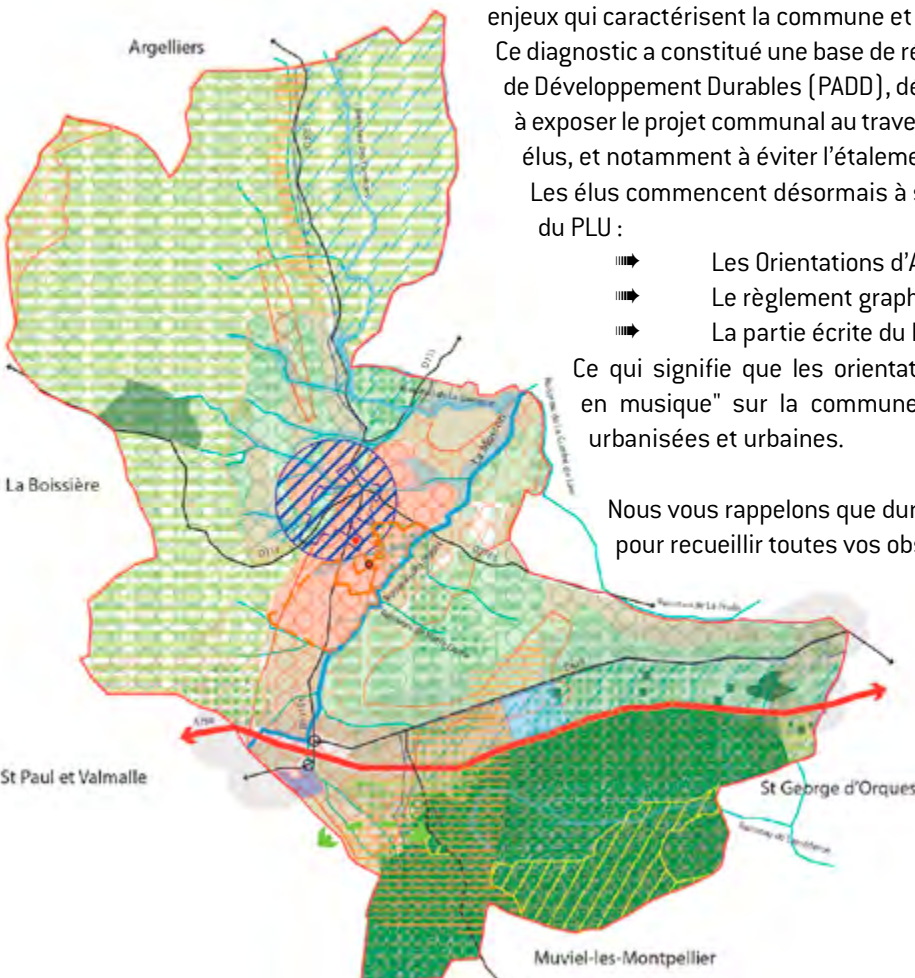 enjeux qui caractérisent la commune et
Ce diagnostic a constitué une base de ré
de Développement Durables (PADD), de
à exposer le projet communal au trave
élus, et notamment à éviter l'étaleme
Les élus commencent désormais à s
du PLU :
Les Orientations d'A
Le règlement graph
La partie écrite du
Ce qui signifie que les orientat
en musique" sur la commune
urbanisées et urbaines.
Nous vous rappelons que dur
pour recueillir toutes vos obs
Argelliers
La Boissière
St Paul et Valmalle
St George d'Orques
Muviel-les-Montpellier
La Mosson